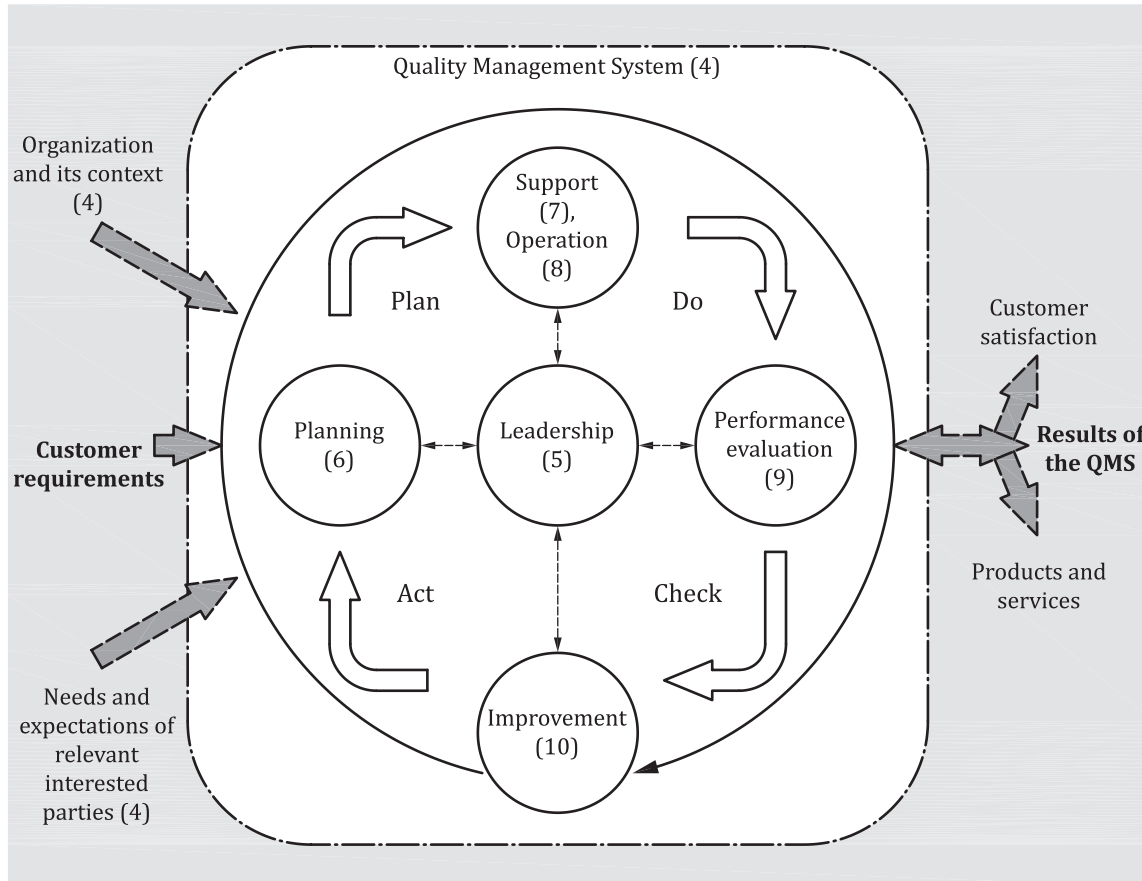 Quality Management System (4)
Organization
and its context
(4)
Support
(7),
Operation
(8)
Plan
Do
Customer
satisfaction
Customer
requirements
Planning
(6)
Leadership
(5)
Performance
evaluation
(9)
Results of
the QMS
Act
Check
Products and
services
Needs and
expectations of
relevant
interested
parties (4)
Improvement
(10)